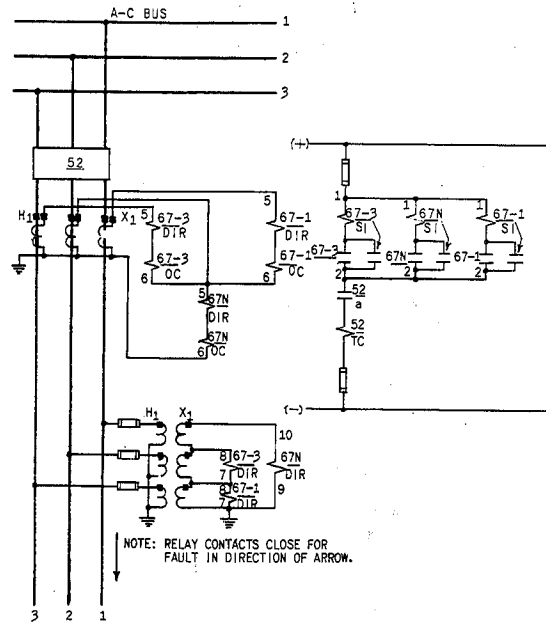 A-C BUS
1
2
3
52
H1
X1
5
67-3
DIR
67-3
6
OC
5
67-1
DIR
67-1
6
OC
5
67N
DIR
67N
6
OC
(+)
1
67-3
SI
1
67N
SI
1
67-1
SI
67-3
67N
67-1
2
2
2
52
a
52
TC
(-)
H1
X1
10
8
67-3
7
DIR
8
67-1
7
DIR
67N
DIR
9
NOTE: RELAY CONTACTS CLOSE FOR
FAULT IN DIRECTION OF ARROW.
3
2
1